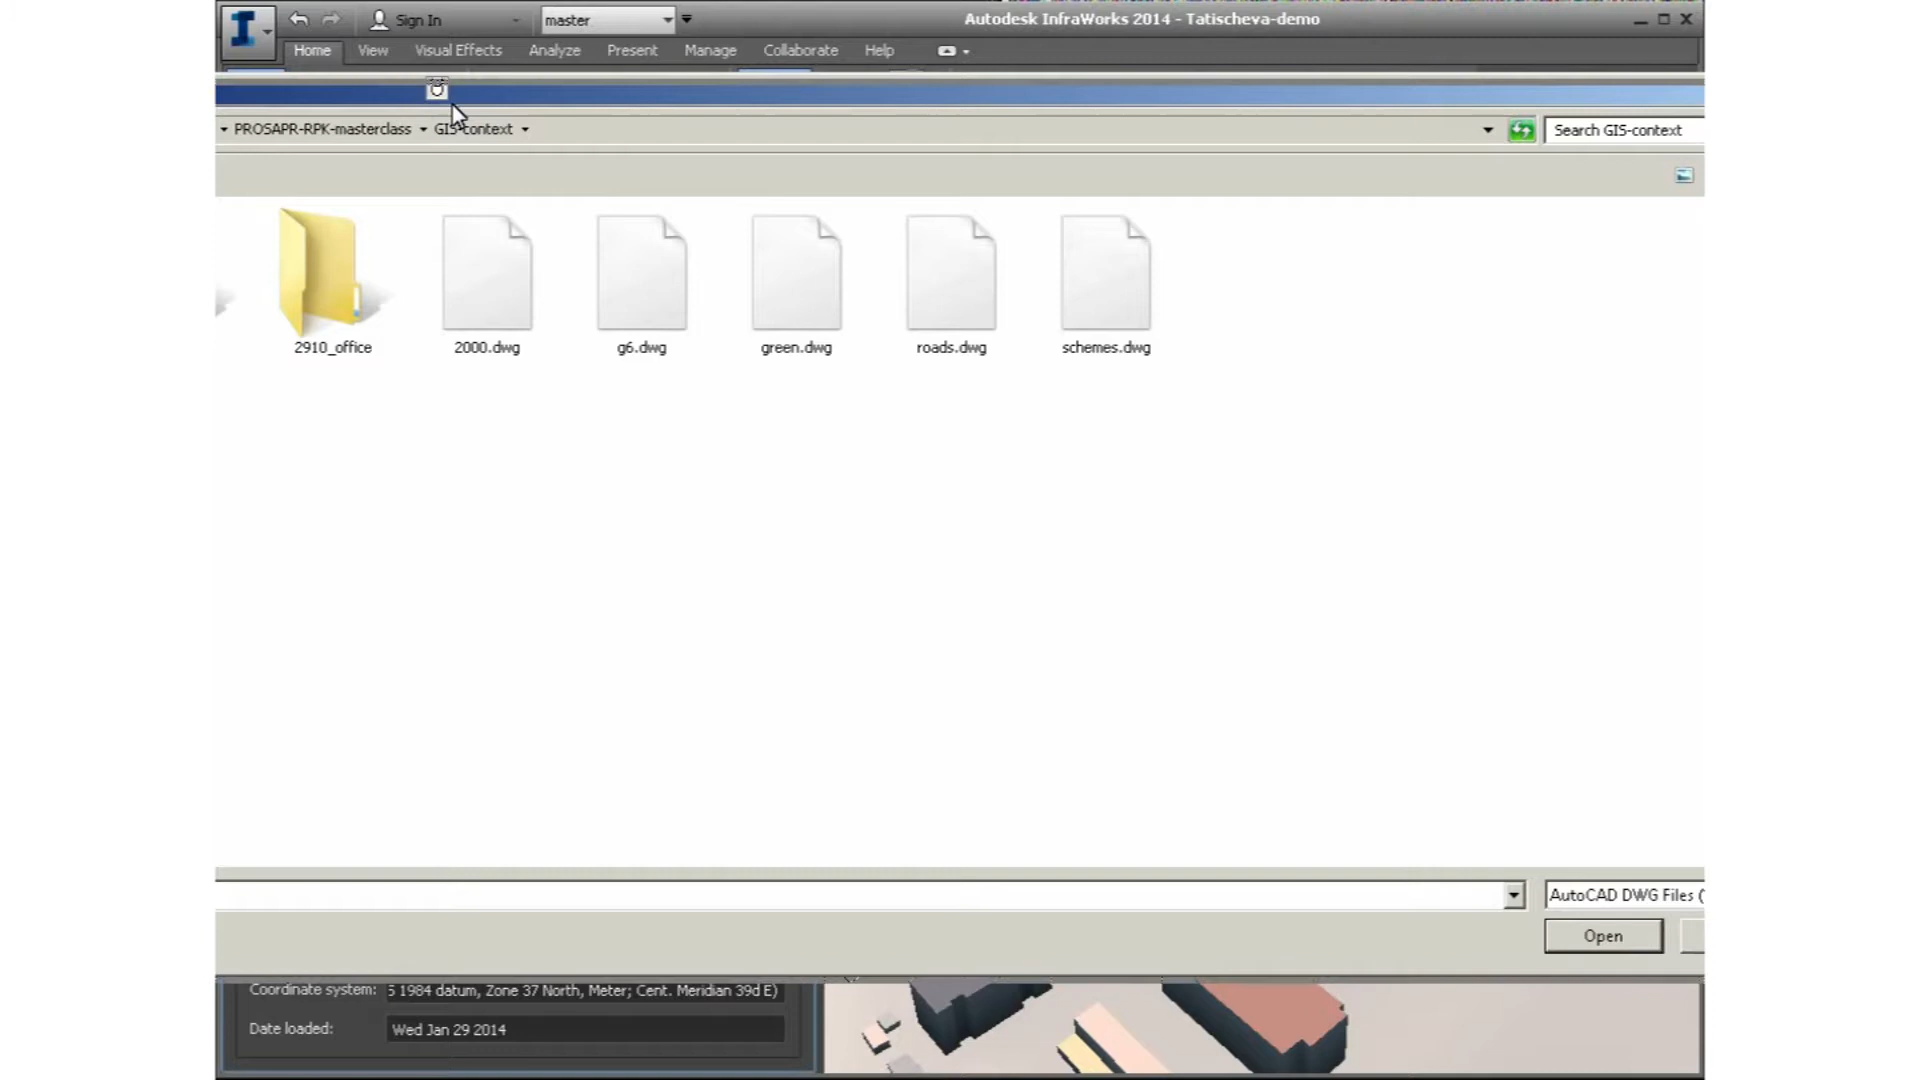 Sign In
master
Autodesk InfraWorks 2014 - Tatischeva-demo
Home View Visual Effects Analyze Present Manage Collaborate Help
PROSAPR-RPK-masterclass GIS-context
Search GIS-context
2910_office 2000.dwg g6.dwg green.dwg roads.dwg schemes.dwg
AutoCAD DWG Files (
Open
Coordinate system: 1984 datum, Zone 37 North, Meter; Cent. Meridian 39d E)
Date loaded: Wed Jan 29 2014